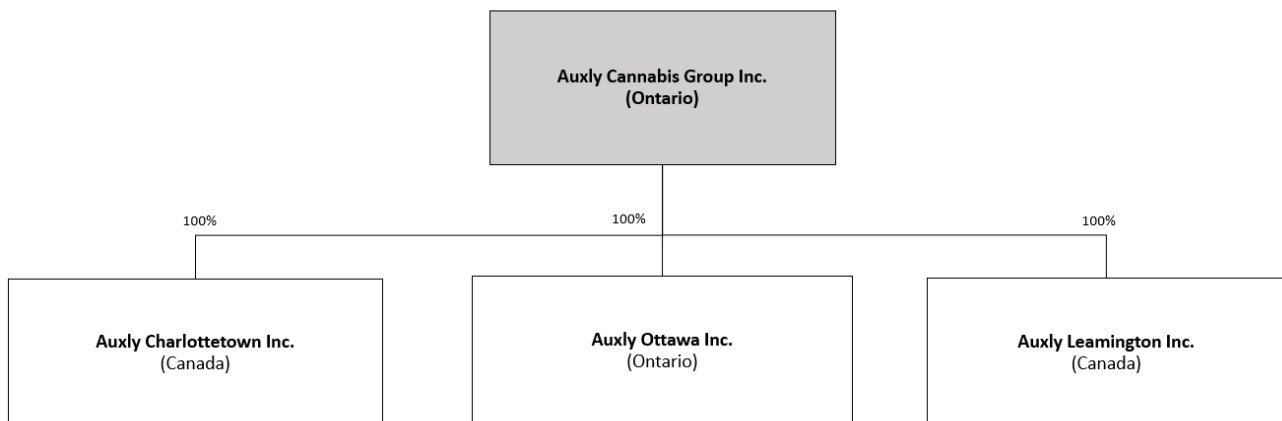 Auxly Cannabis Group Inc.
(Ontario)
100%
100%
100%
Auxly Charlottetown Inc.
(Canada)
Auxly Ottawa Inc.
(Ontario)
Auxly Leamington Inc.
(Canada)